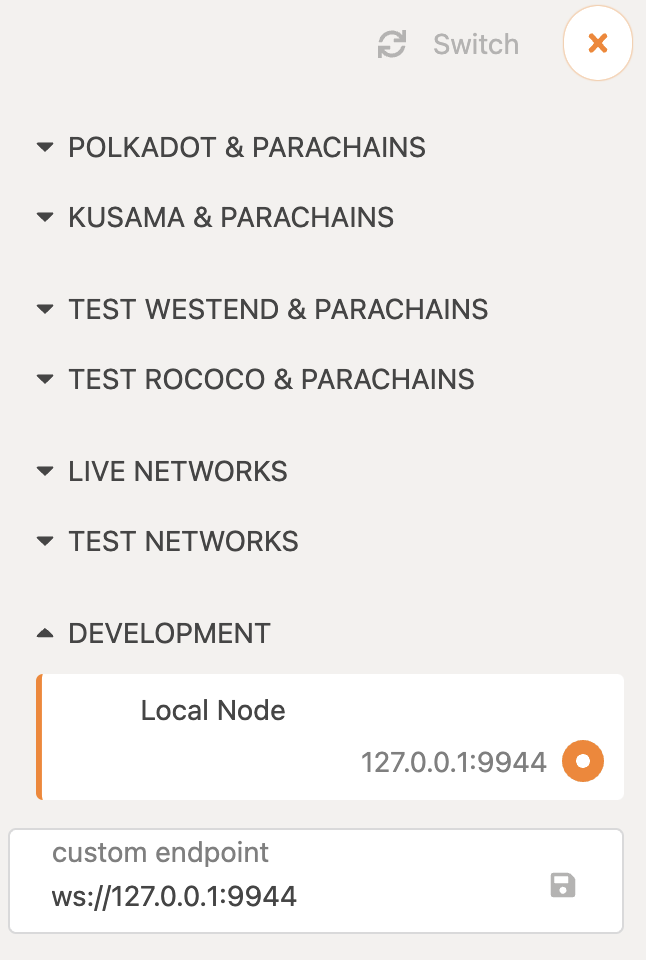 Switch
POLKADOT & PARACHAINS
KUSAMA & PARACHAINS
TEST WESTEND & PARACHAINS
TEST ROCOCO & PARACHAINS
LIVE NETWORKS
TEST NETWORKS
DEVELOPMENT
Local Node
127.0.0.1:9944
custom endpoint
ws://127.0.0.1:9944